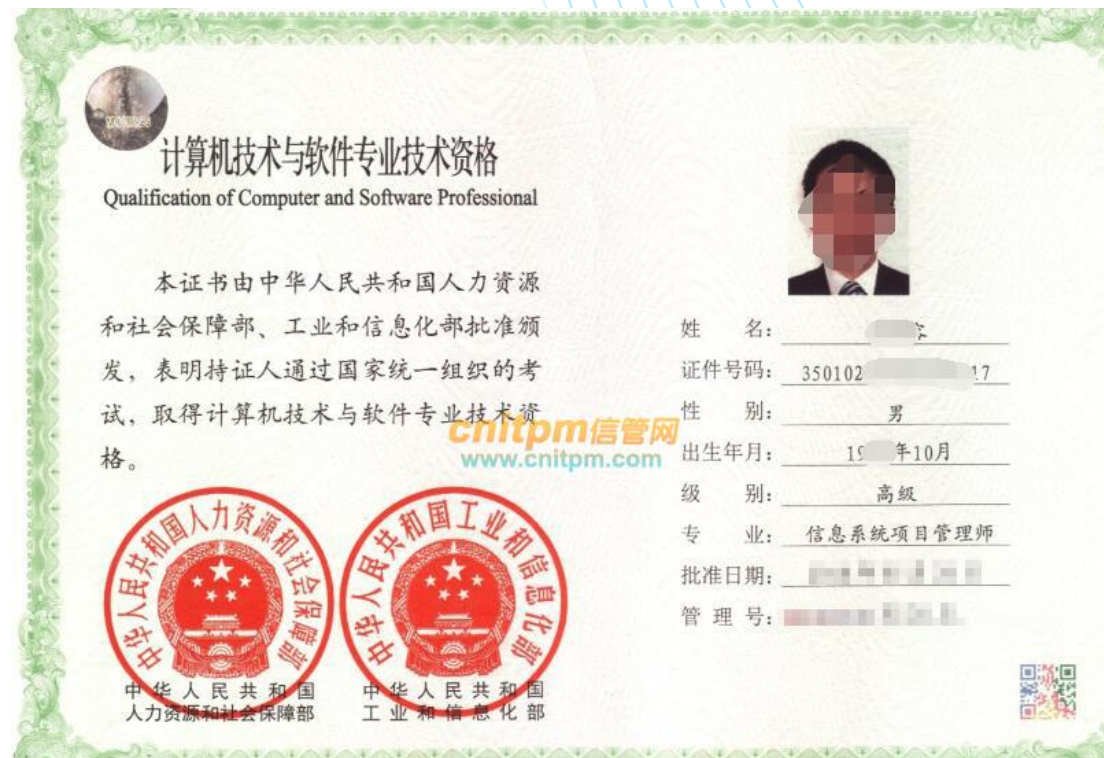 计算机技术与软件专业技术资格
Qualification of Computer and Software Professional
本证书由中华人民共和国人力资源
和社会保障部、工业和信息化部批准颁
发，表明持证人通过国家统一组织的考
试，取得计算机技术与软件专业技术资
格。
cnitpm信管网
www.cnitpm.com
中华人民共和国人力资源和社会保障部
中华人民共和国工业和信息化部
中华人民共和国
人力资源和社会保障部
中华人民共和国
工业和信息化部
姓 名：
证件号码： 350102 17
性 别： 男
出生年月： 19 年10月
级 别： 高级
专 业： 信息系统项目管理师
批准日期：
管 理 号：